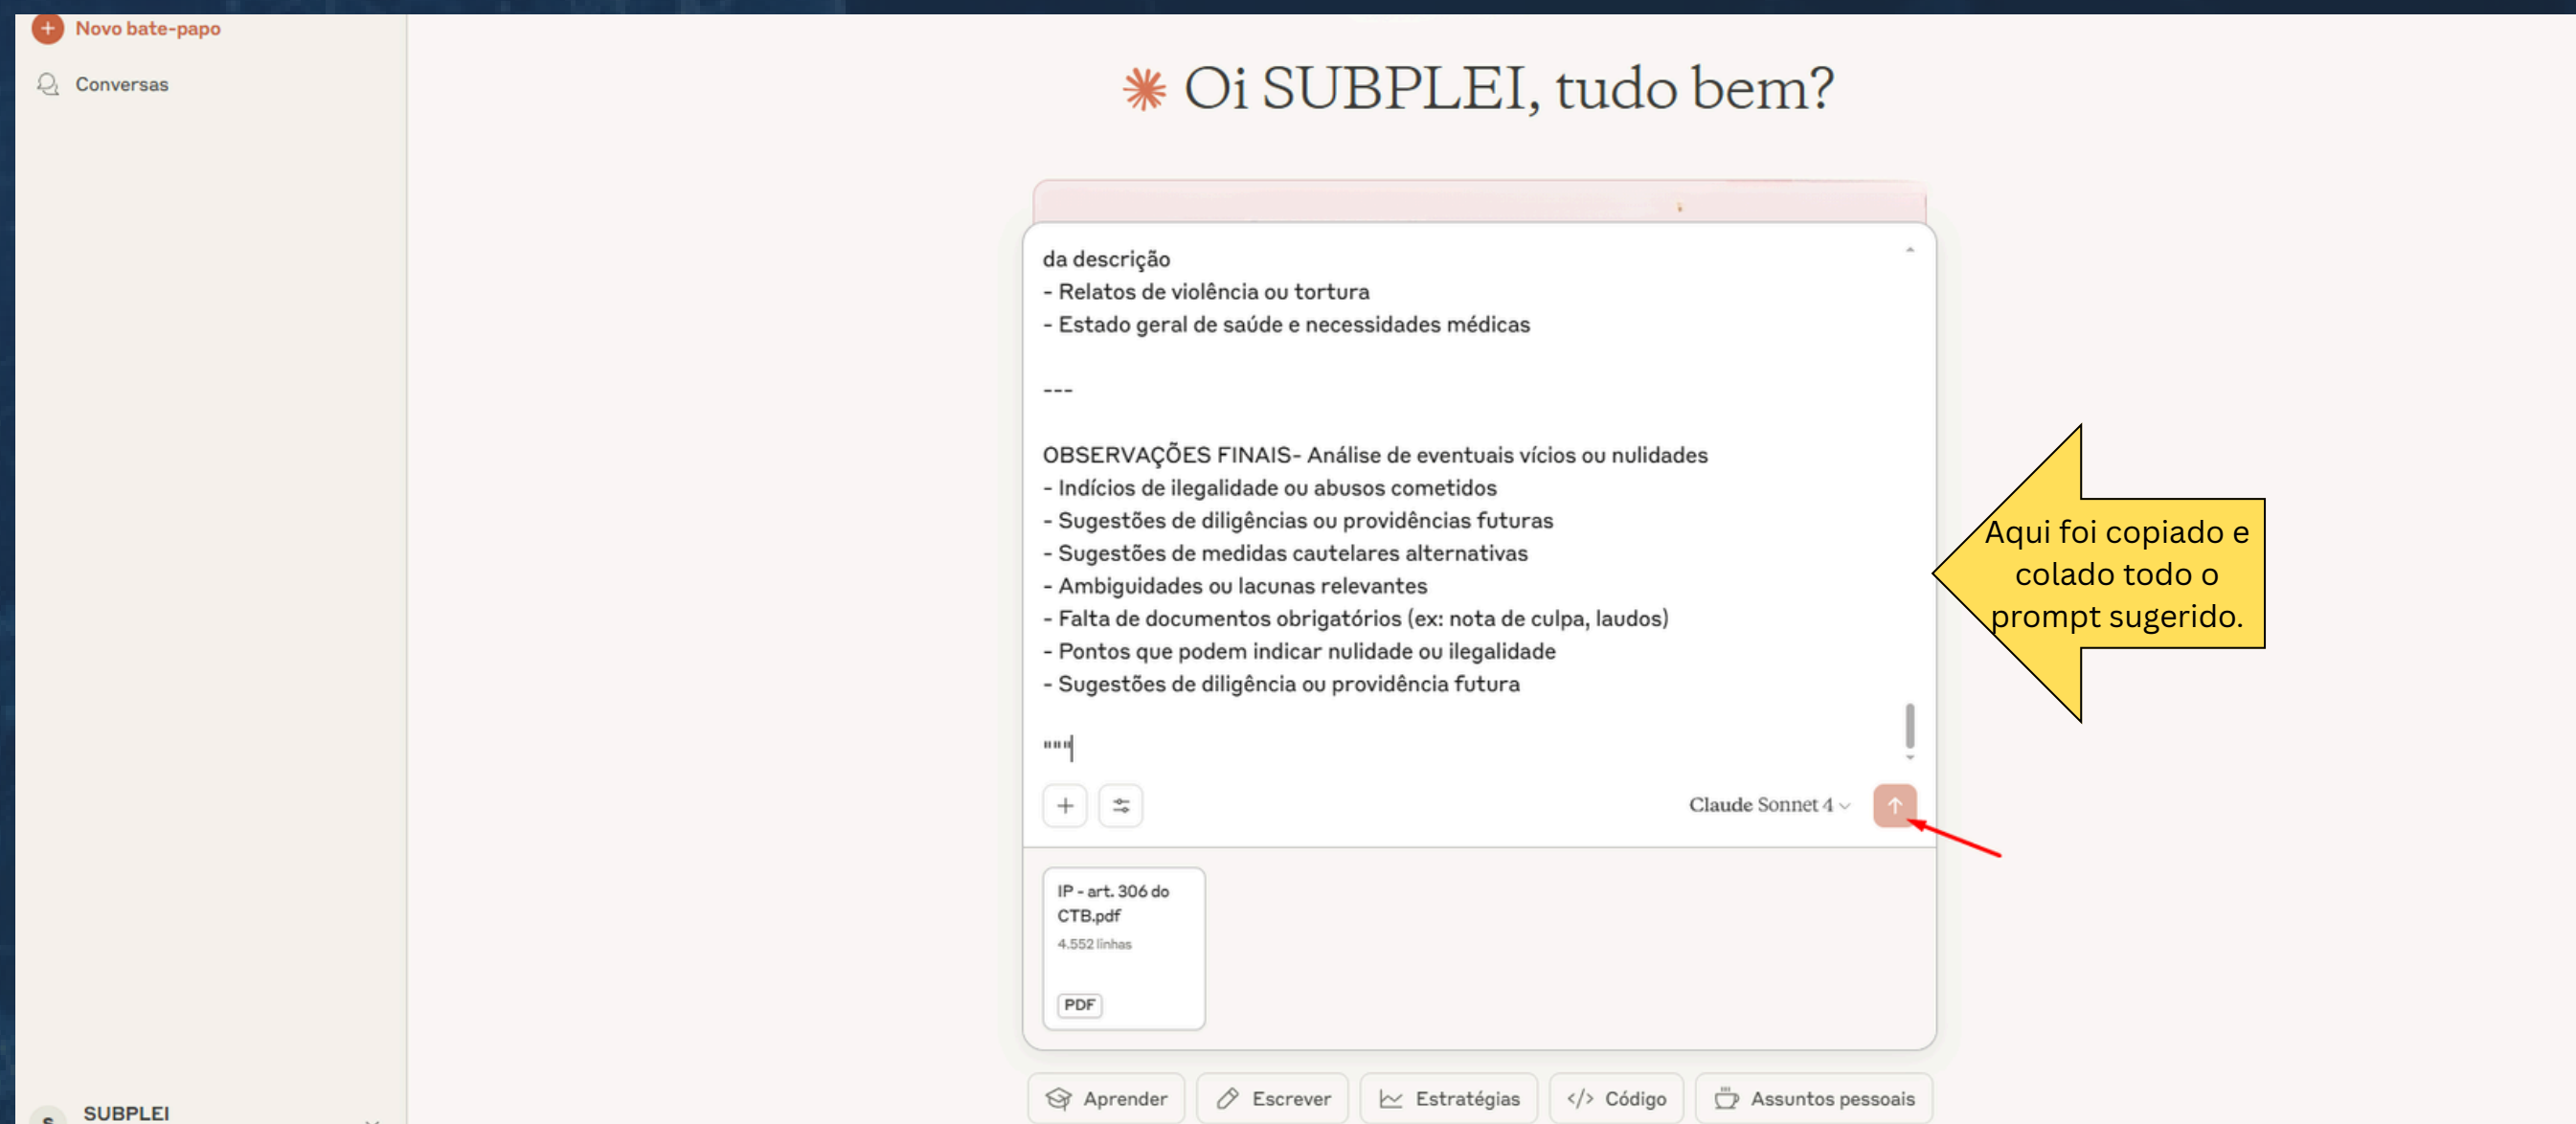 Novo bate-papo
Conversas
Oi SUBPLEI, tudo bem?
da descrição
- Relatos de violência ou tortura
- Estado geral de saúde e necessidades médicas
---
OBSERVAÇÕES FINAIS- Análise de eventuais vícios ou nulidades
- Indícios de ilegalidade ou abusos cometidos
- Sugestões de diligências ou providências futuras
- Sugestões de medidas cautelares alternativas
- Ambiguidades ou lacunas relevantes
- Falta de documentos obrigatórios (ex: nota de culpa, laudos)
- Pontos que podem indicar nulidade ou ilegalidade
- Sugestões de diligência ou providência futura
"""
Claude Sonnet 4
Aqui foi copiado e
colado todo o
prompt sugerido.
IP - art. 306 do
CTB.pdf
4.552 linhas
PDF
Aprender
Escrever
Estratégias
</> Código
Assuntos pessoais
SUBPLEI